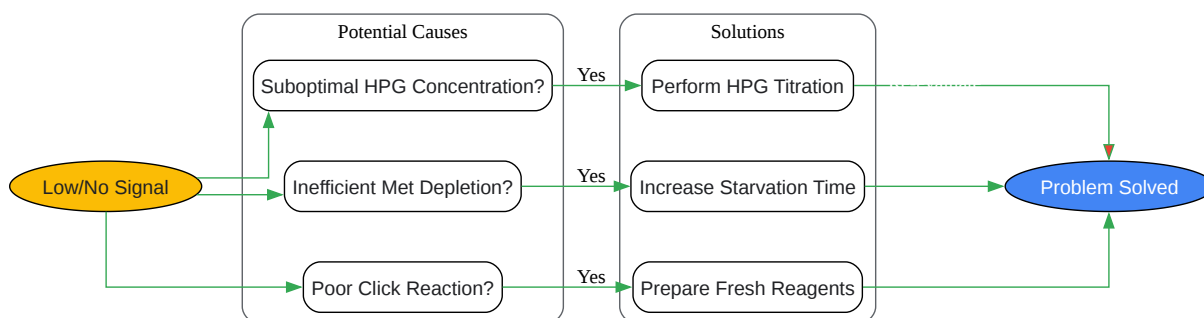 Potential Causes
Solutions
Suboptimal HPG Concentration?
Yes
Perform HPG Titration
Low/No Signal
Inefficient Met Depletion?
Yes
Increase Starvation Time
Problem Solved
Poor Click Reaction?
Yes
Prepare Fresh Reagents